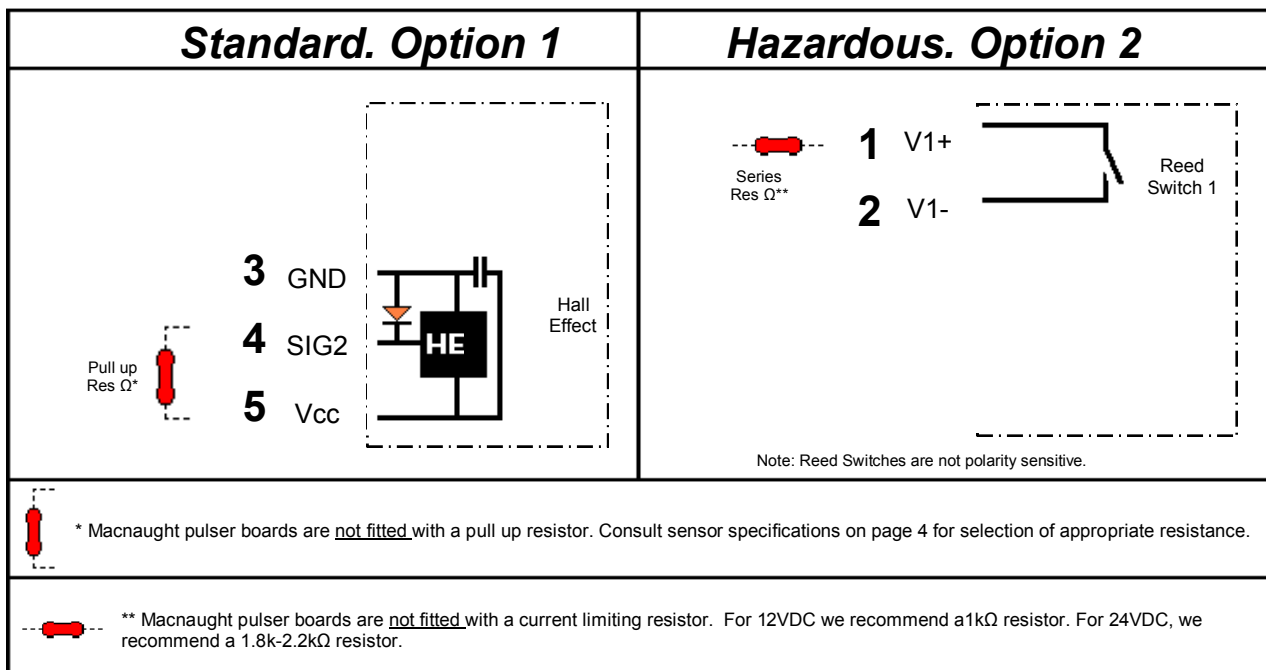 Standard. Option 1
Hazardous. Option 2
3 GND
4 SIG2
5 Vcc
Pull up
Res Ω*
HE
Hall
Effect
Series
Res Ω**
1 V1+
2 V1-
Reed
Switch 1
Note: Reed Switches are not polarity sensitive.
* Macnaught pulser boards are not fitted with a pull up resistor. Consult sensor specifications on page 4 for selection of appropriate resistance.
** Macnaught pulser boards are not fitted with a current limiting resistor. For 12VDC we recommend a1kΩ resistor. For 24VDC, we
recommend a 1.8k-2.2kΩ resistor.